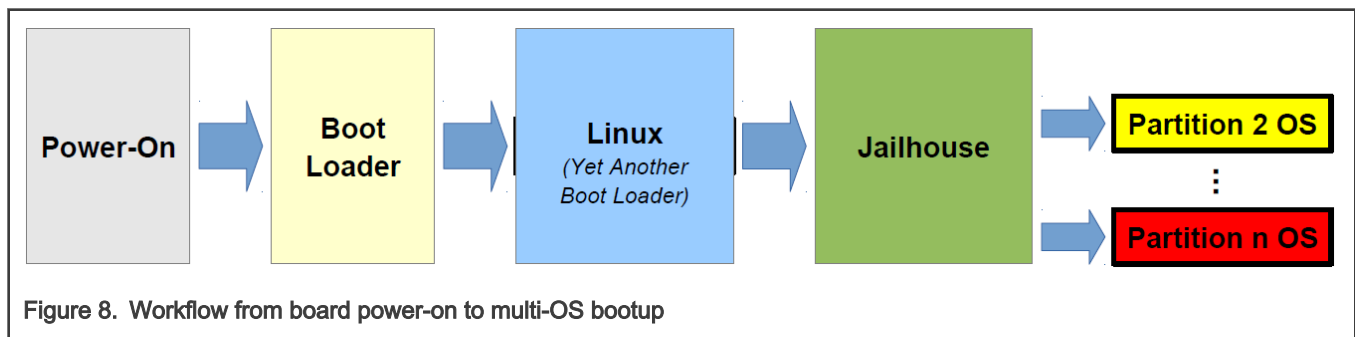 Power-On
Boot
Loader
Linux
(Yet Another
Boot Loader)
Jailhouse
Partition 2 OS
⋮
Partition n OS
Figure 8. Workflow from board power-on to multi-OS bootup